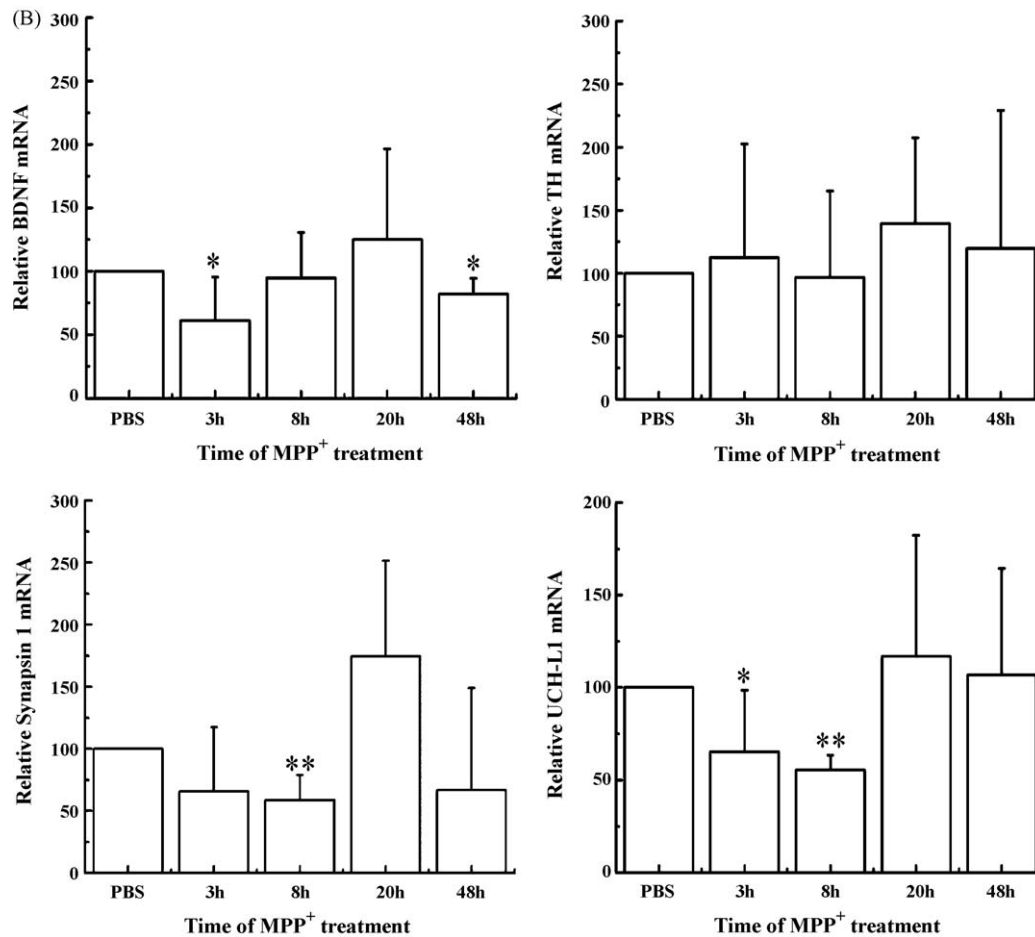 (B)
Relative BDNF mRNA
300
250
200
150
100
50
0
*
*
PBS 3h 8h 20h 48h
Time of MPP+ treatment
Relative TH mRNA
300
250
200
150
100
50
0
PBS 3h 8h 20h 48h
Time of MPP+ treatment
Relative Synapsin 1 mRNA
300
250
200
150
100
50
0
**
PBS 3h 8h 20h 48h
Time of MPP+ treatment
Relative UCH-L1 mRNA
200
150
100
50
0
*
**
PBS 3h 8h 20h 48h
Time of MPP+ treatment